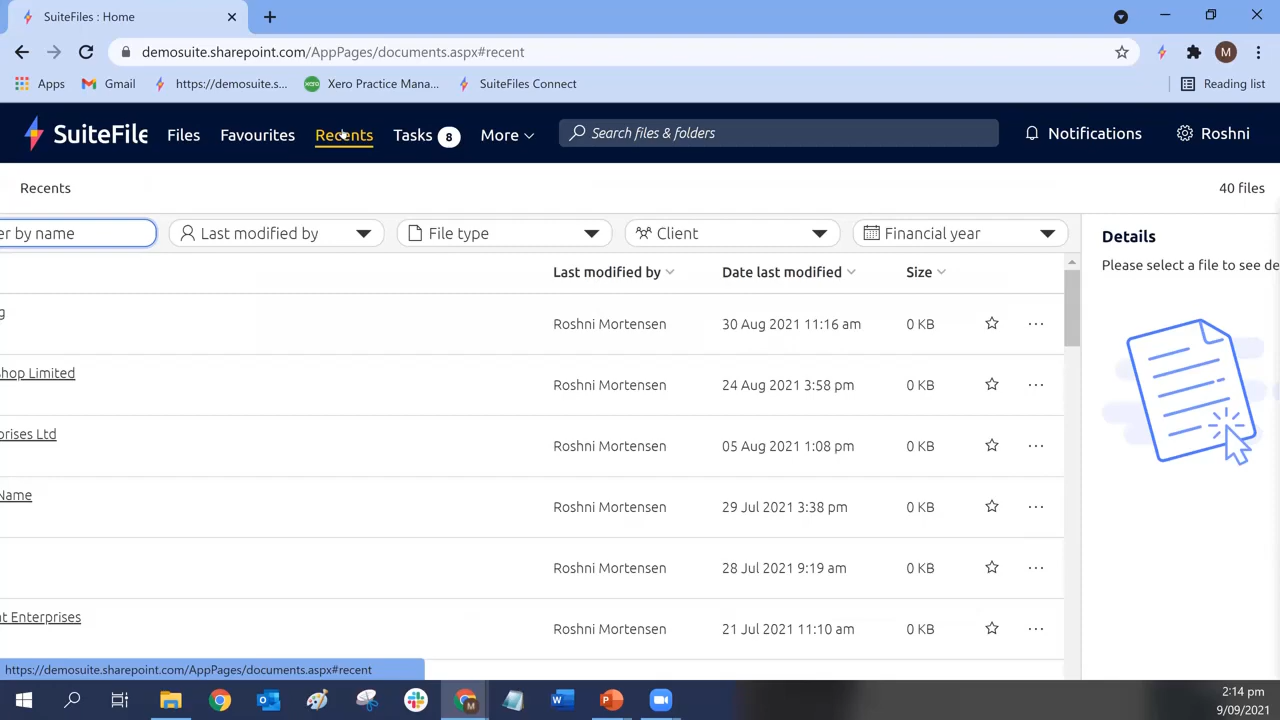 SuiteFiles : Home
demosuite.sharepoint.com/AppPages/documents.aspx#recent
M
Apps Gmail https://demosuite.s... Xero Practice Mana... SuiteFiles Connect Reading list
SuiteFile Files Favourites Recents Tasks 8 More Search files & folders Notifications Roshni
Recents 40 files
er by name Last modified by File type Client Financial year
Details
Please select a file to see de
Last modified by Date last modified Size
g Roshni Mortensen 30 Aug 2021 11:16 am 0 KB
shop Limited Roshni Mortensen 24 Aug 2021 3:58 pm 0 KB
prises Ltd Roshni Mortensen 05 Aug 2021 1:08 pm 0 KB
Name Roshni Mortensen 29 Jul 2021 3:38 pm 0 KB
Roshni Mortensen 28 Jul 2021 9:19 am 0 KB
t Enterprises Roshni Mortensen 21 Jul 2021 11:10 am 0 KB
https://demosuite.sharepoint.com/AppPages/documents.aspx#recent
2:14 pm
9/09/2021